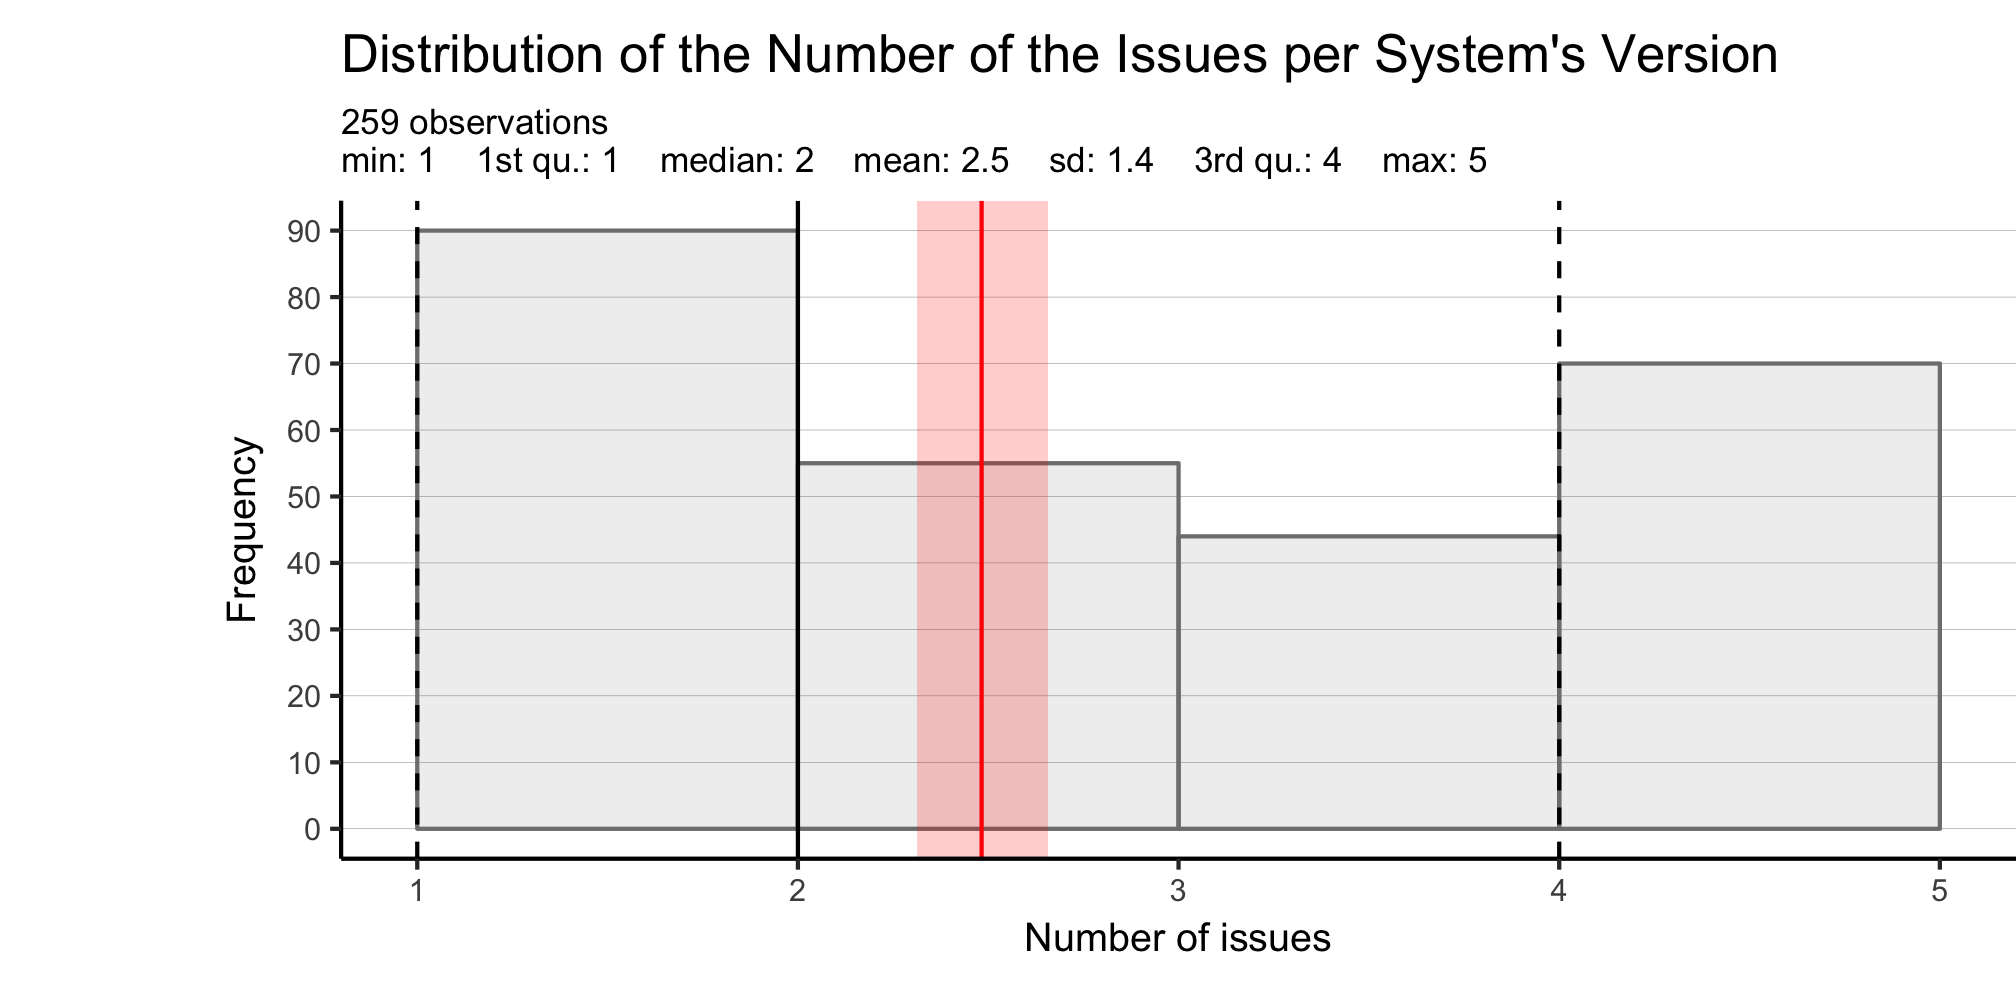 Distribution of the Number of the Issues per System's Version
259 observations
min: 1 1st qu.: 1 median: 2 mean: 2.5 sd: 1.4 3rd qu.: 4 max: 5
90
80
70
60
50
40
30
20
10
0
Frequency
1 2 3 4 5
Number of issues